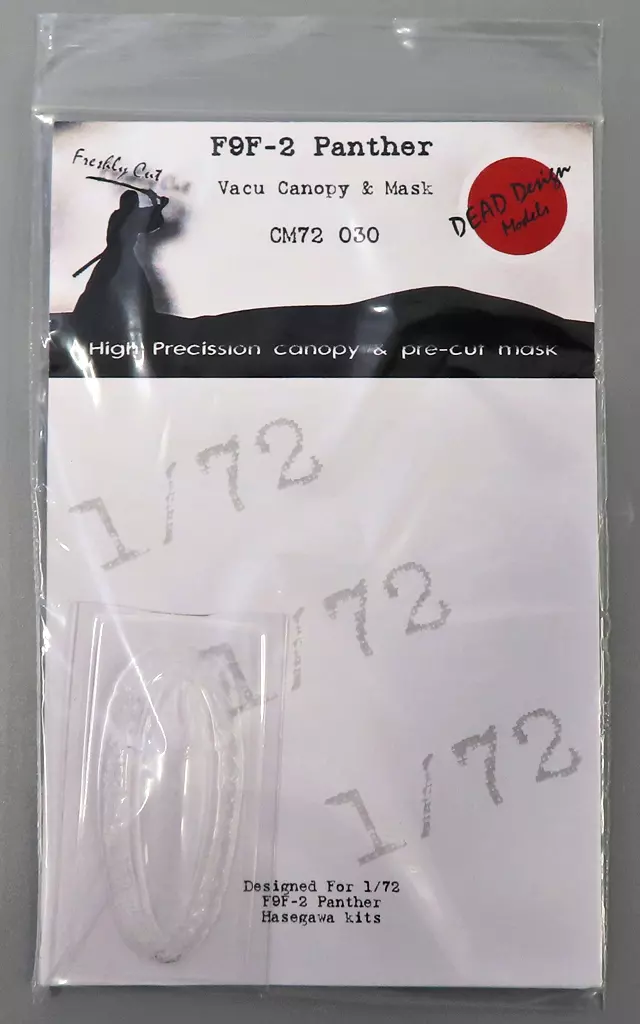 F9F-2 Panther
Freshly Cut
Vacu Canopy & Mask
DEAD Design
Models
CM72 030
High Precission canopy & pre-cut mask
1/72
1/72
1/72
Designed For 1/72
F9F-2 Panther
Hasegawa kits